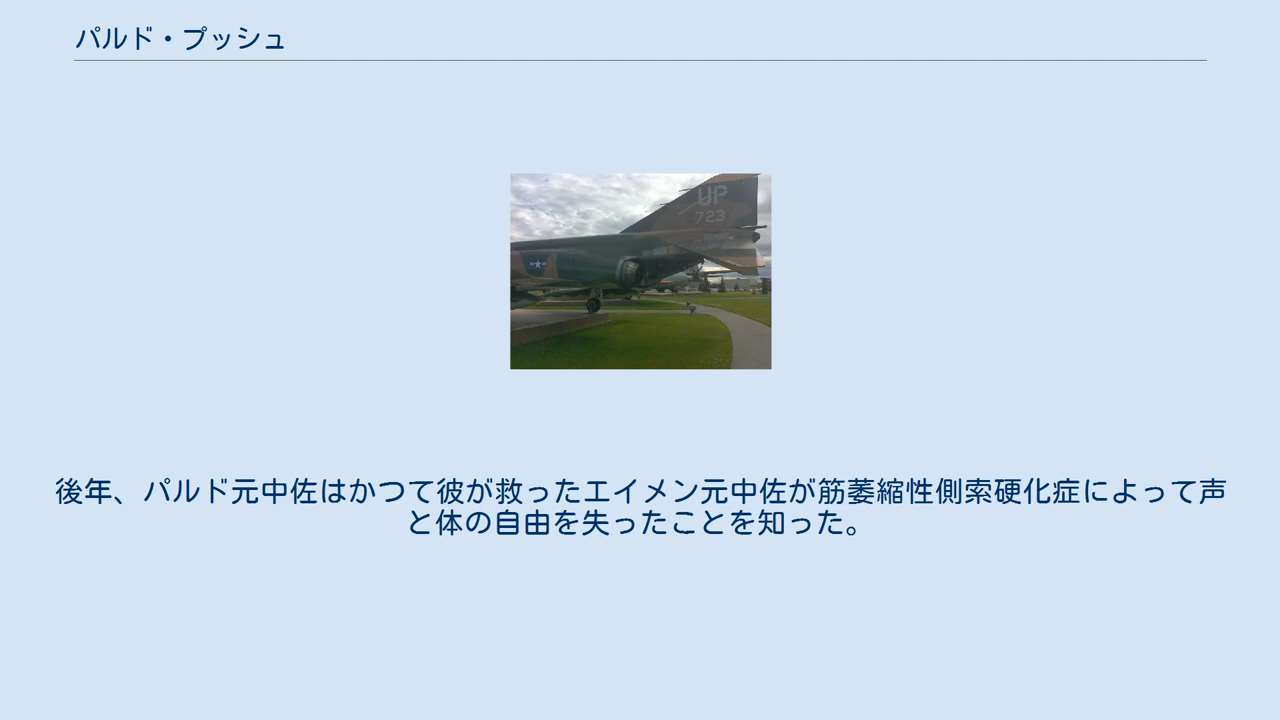 パルド・プッシュ
UP
723
後年、パルド元中佐はかつて彼が救ったエイメン元中佐が筋萎縮性側索硬化症によって声
と体の自由を失ったことを知った。